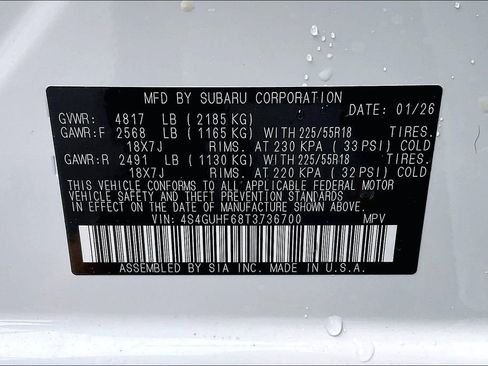 MFD BY SUBARU CORPORATION
DATE: 01/26
GVWR: 4817 LB (2185 KG)
GAWR:F 2568 LB (1165 KG) WITH 225/55R18 TIRES.
18X7J RIMS. AT 230 KPA (33 PSI) COLD
GAWR:R 2491 LB (1130 KG) WITH 225/55R18 TIRES.
18X7J RIMS. AT 220 KPA (32 PSI) COLD
THIS VEHICLE CONFORMS TO ALL APPLICABLE FEDERAL MOTOR
VEHICLE SAFETY AND THEFT PREVENTION STANDARDS
IN EFFECT ON THE DATE OF MANUFACTURE SHOWN ABOVE.
VIN: 4S4GUHF68T3736700 MPV
ASSEMBLED BY SIA INC. MADE IN U.S.A.